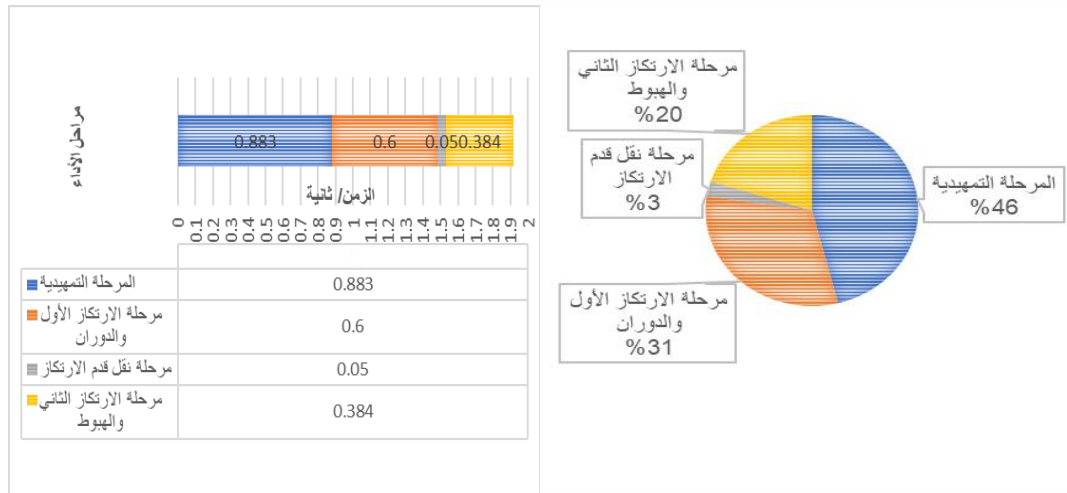 مراحل الأداء
0.883
0.6
0.05
0.384
الزمن/ ثانية
0
0.1
0.2
0.3
0.4
0.5
0.6
0.7
0.8
0.9
1
1.1
1.2
1.3
1.4
1.5
1.6
1.7
1.8
1.9
2
المرحلة التمهيدية
0.883
مرحلة الارتكاز الأول
والدوران
0.6
مرحلة نقل قدم الارتكاز
0.05
مرحلة الارتكاز الثاني
والهبوط
0.384
مرحلة الارتكاز الثاني
والهبوط
%20
مرحلة نقل قدم
الارتكاز
%3
المرحلة التمهيدية
%46
مرحلة الارتكاز الأول
والدوران
%31